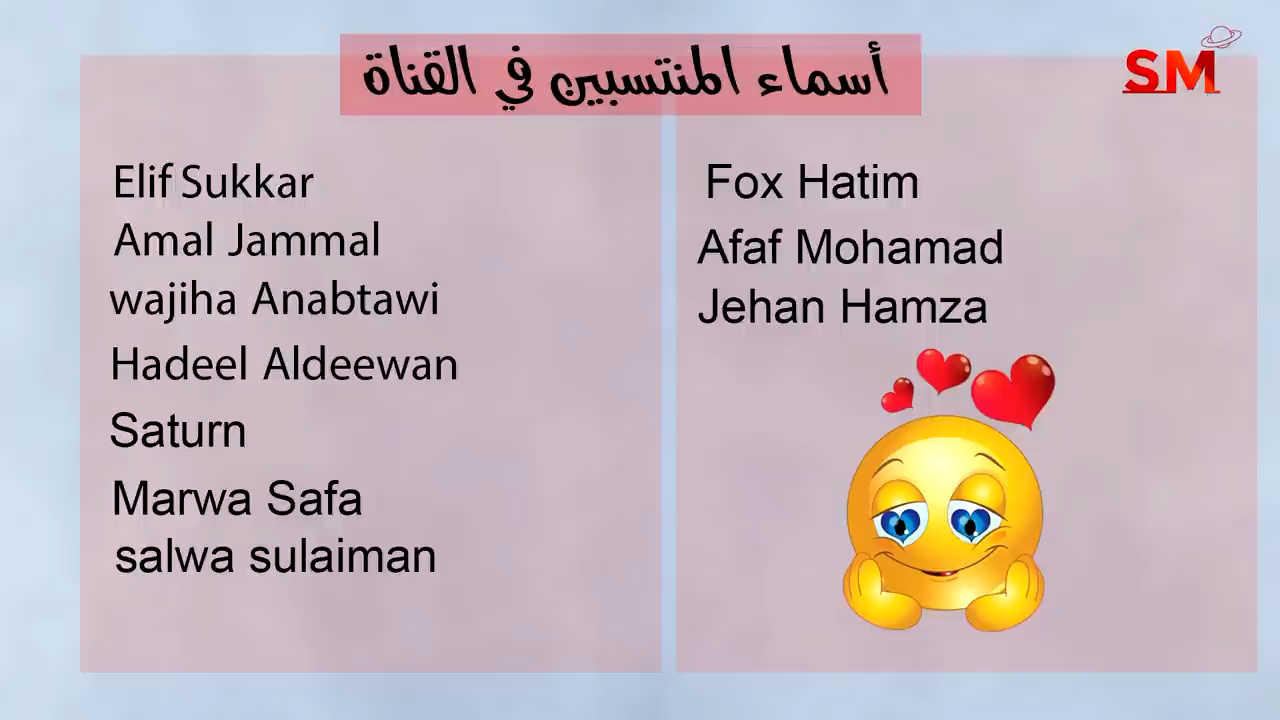 أسماء المنتسبين في القناة
SM
Elif Sukkar
Amal Jammal
wajiha Anabtawi
Hadeel Aldeewan
Saturn
Marwa Safa
salwa sulaiman
Fox Hatim
Afaf Mohamad
Jehan Hamza